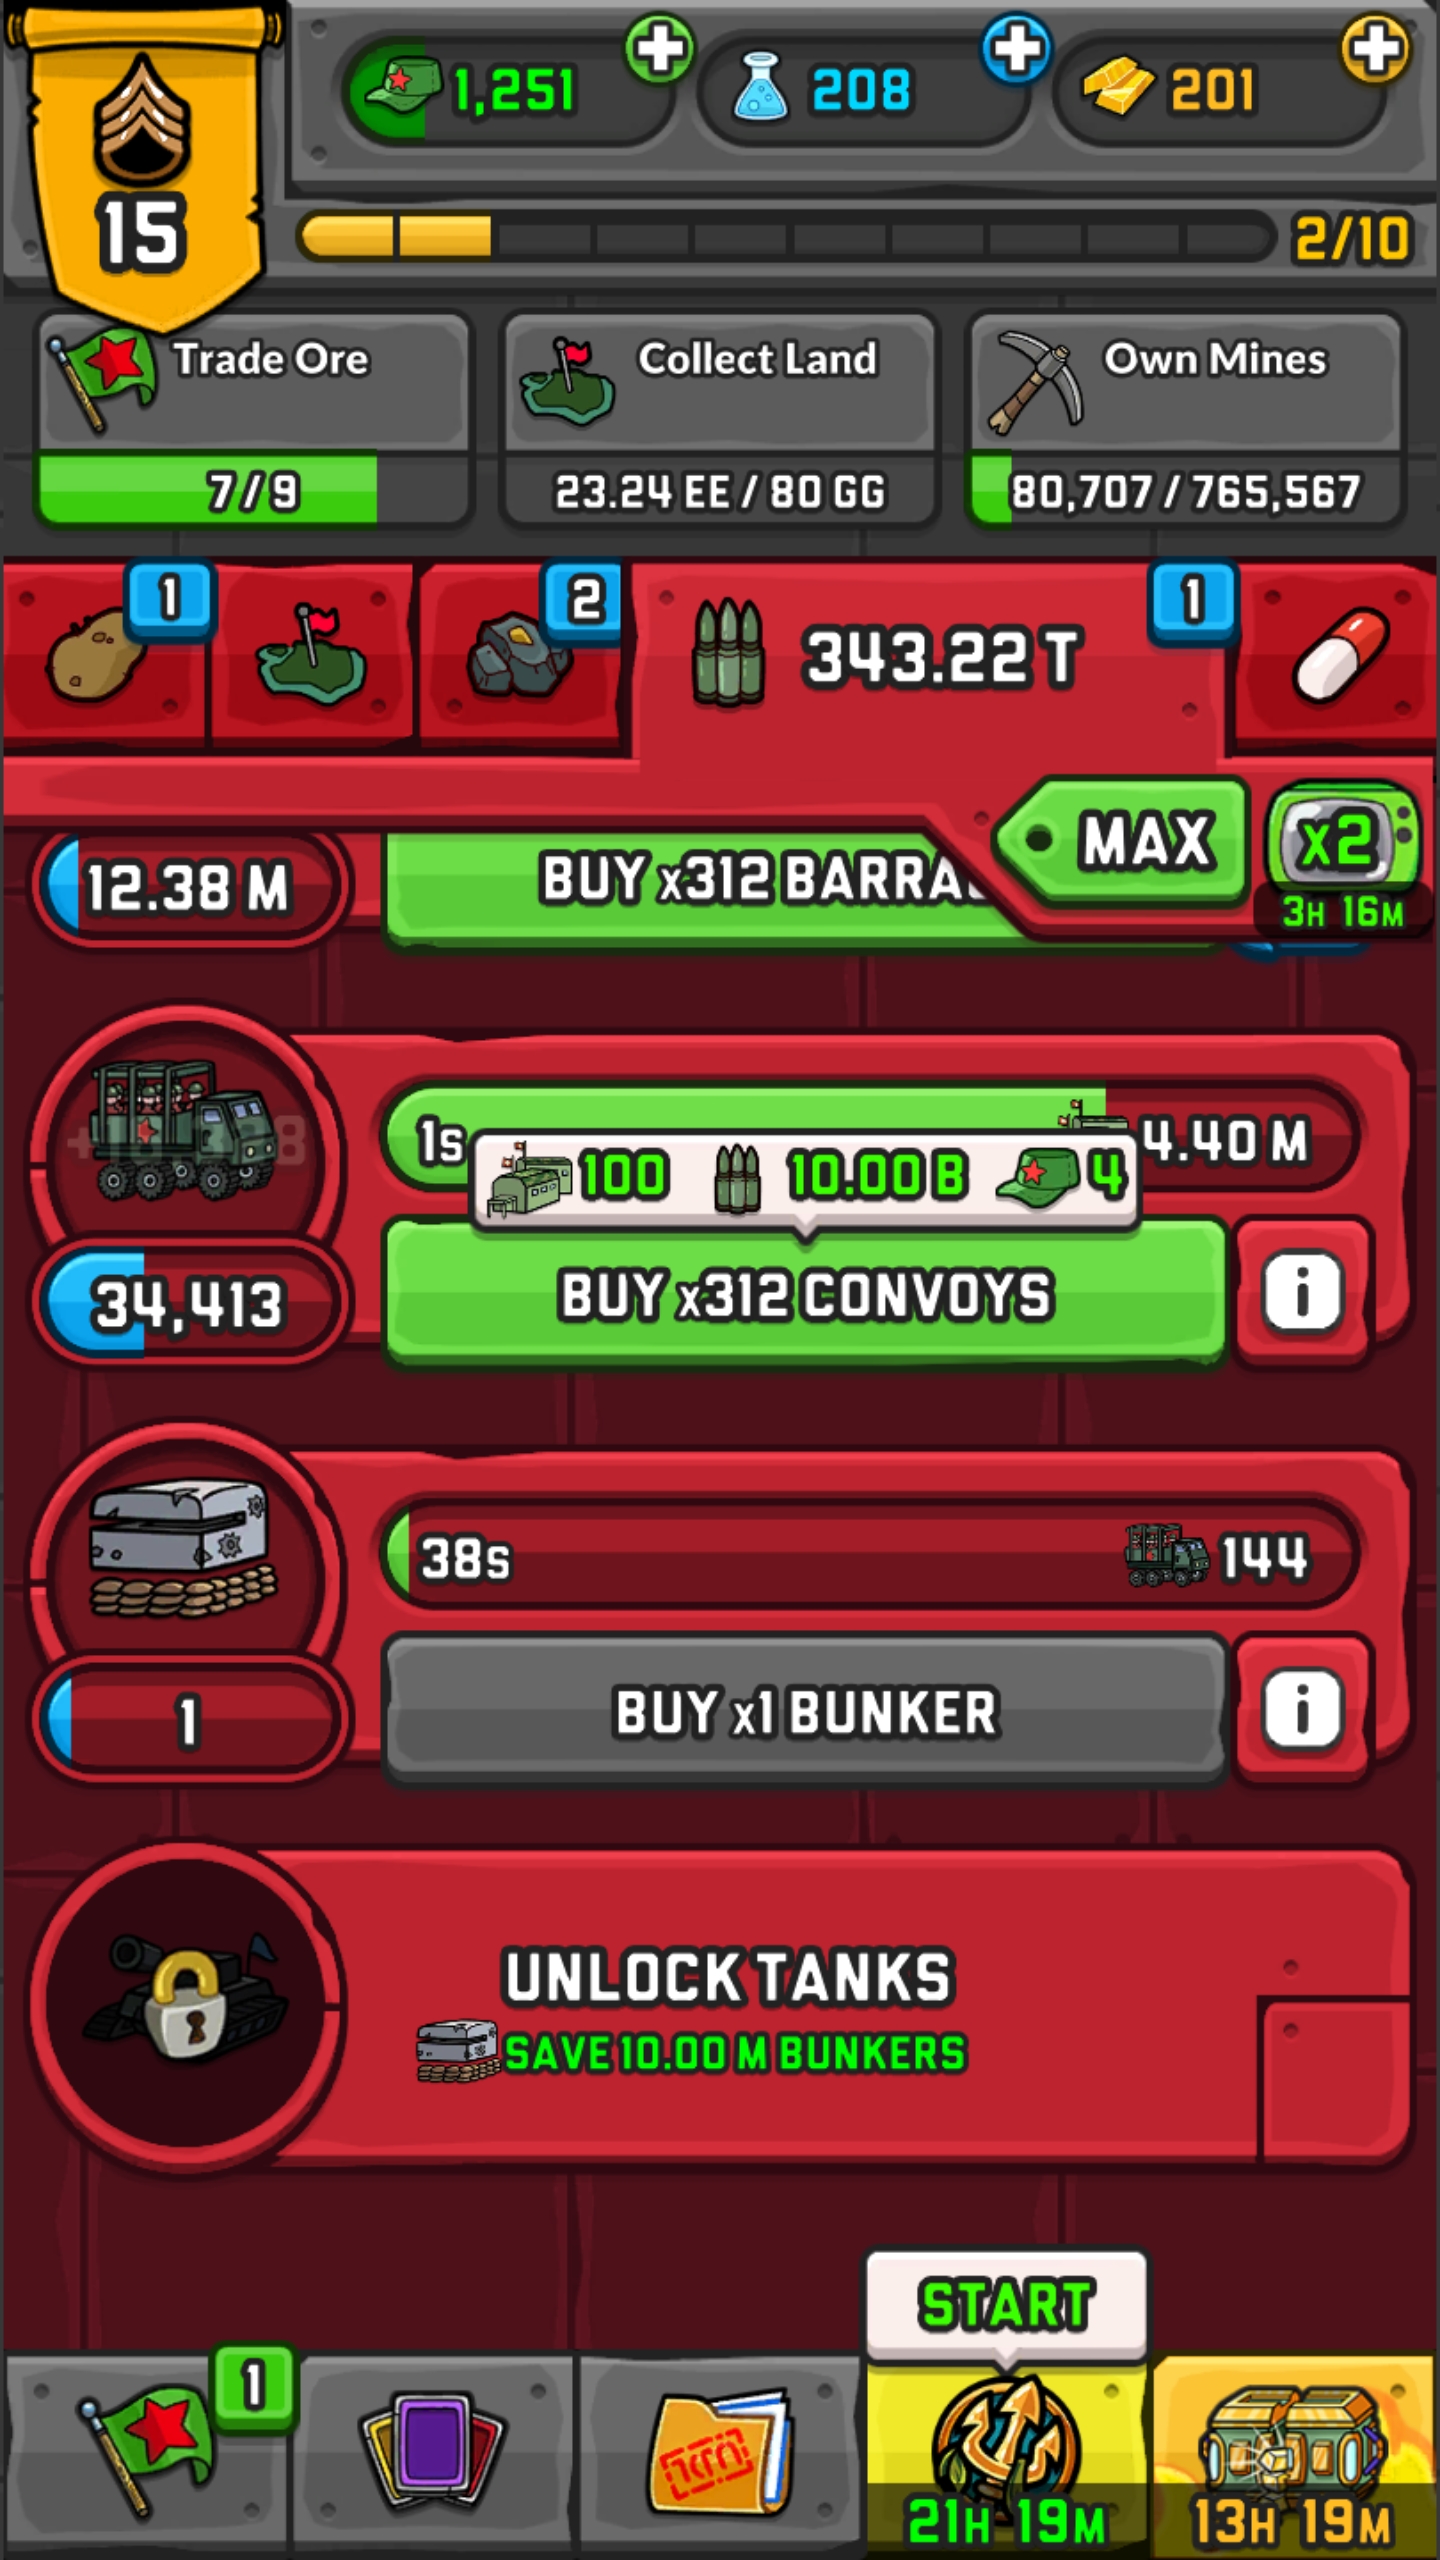 1,251
208
201
15
2/10
Trade Ore
Collect Land
Own Mines
7/9
23.24 EE / 80 GG
80,707 / 765,567
1
2
343.22 T
1
MAX
x2
3H 16M
12.38 M
BUY x312
1s
4.40 M
100
10.00 B
4
34,413
BUY x312 CONVOYS
i
38s
144
1
BUY x1 BUNKER
i
UNLOCK TANKS
SAVE 10.00 M BUNKERS
START
1
21H 19M
13H 19M